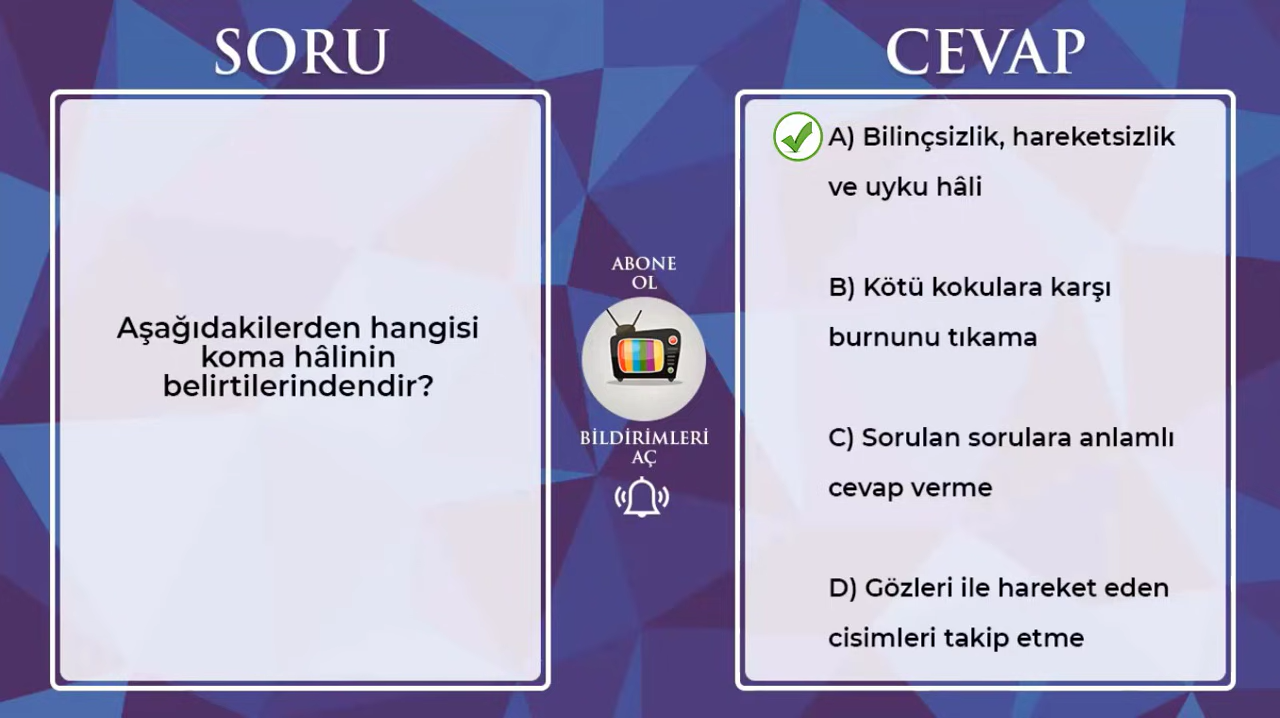 SORU
Aşağıdakilerden hangisi
koma hâlinin
belirtilerindendir?
ABONE
OL
BİLDİRİMLERİ
AÇ
CEVAP
A) Bilinçsizlik, hareketsizlik
ve uyku hâli
B) Kötü kokulara karşı
burnunu tıkama
C) Sorulan sorulara anlamlı
cevap verme
D) Gözleri ile hareket eden
cisimleri takip etme